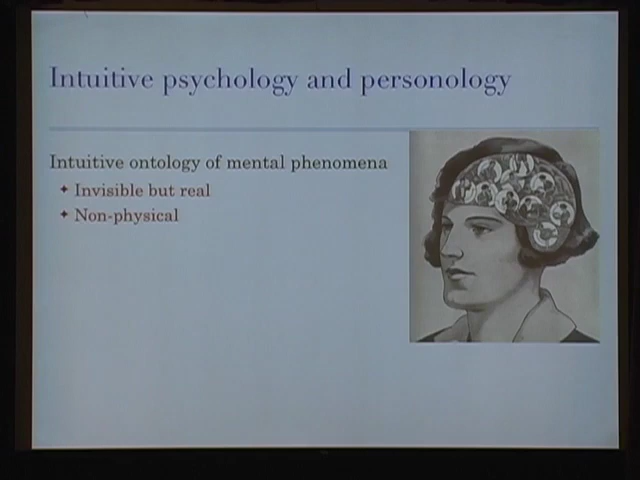 Intuitive psychology and personology
Intuitive ontology of mental phenomena
✦ Invisible but real
✦ Non-physical